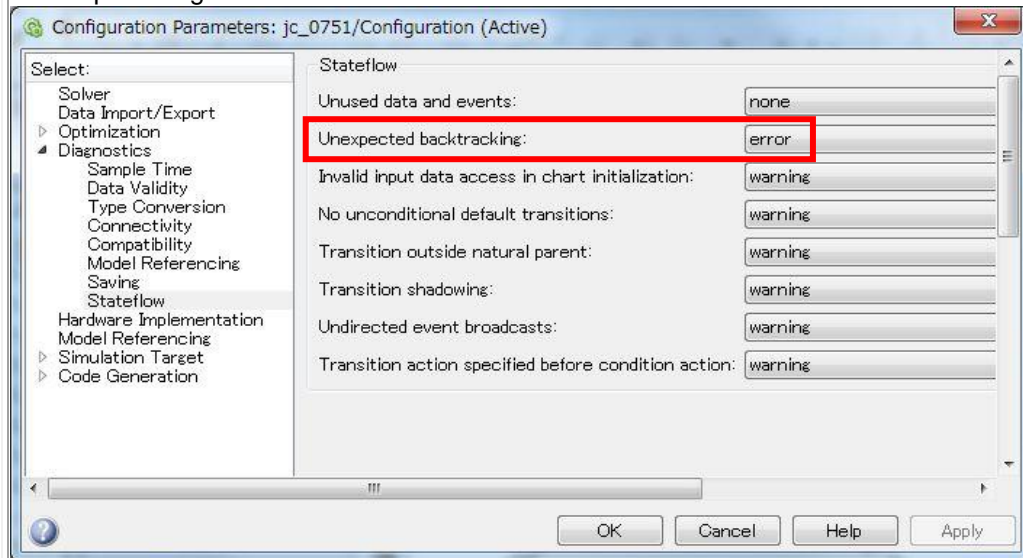 Configuration Parameters: jc_0751/Configuration (Active)
Select:
Solver
Data Import/Export
Optimization
Diagnostics
Sample Time
Data Validity
Type Conversion
Connectivity
Compatibility
Model Referencing
Saving
Stateflow
Hardware Implementation
Model Referencing
Simulation Target
Code Generation
Stateflow
Unused data and events: none
Unexpected backtracking: error
Invalid input data access in chart initialization: warning
No unconditional default transitions: warning
Transition outside natural parent: warning
Transition shadowing: warning
Undirected event broadcasts: warning
Transition action specified before condition action: warning
OK Cancel Help Apply